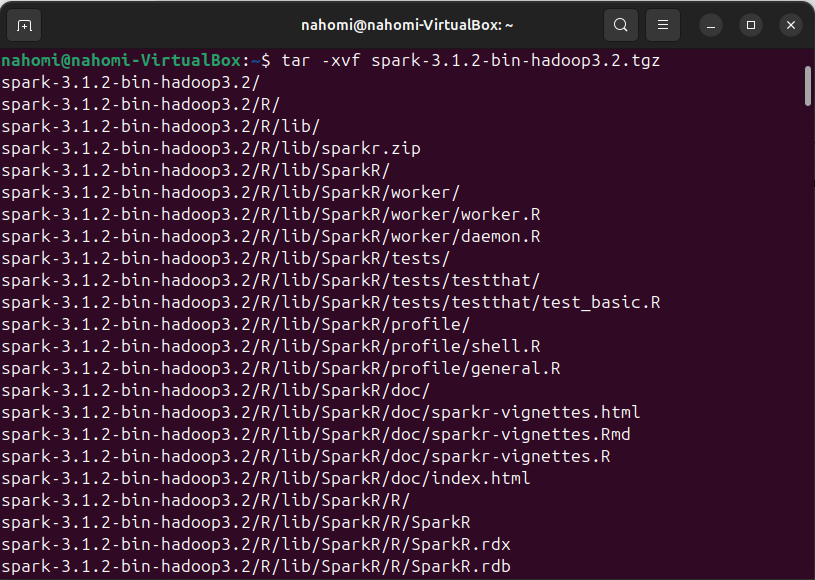 nahomi@nahomi-VirtualBox: ~
nahomi@nahomi-VirtualBox:~$ tar -xvf spark-3.1.2-bin-hadoop3.2.tgz
spark-3.1.2-bin-hadoop3.2/
spark-3.1.2-bin-hadoop3.2/R/
spark-3.1.2-bin-hadoop3.2/R/lib/
spark-3.1.2-bin-hadoop3.2/R/lib/sparkr.zip
spark-3.1.2-bin-hadoop3.2/R/lib/SparkR/
spark-3.1.2-bin-hadoop3.2/R/lib/SparkR/worker/
spark-3.1.2-bin-hadoop3.2/R/lib/SparkR/worker/worker.R
spark-3.1.2-bin-hadoop3.2/R/lib/SparkR/worker/daemon.R
spark-3.1.2-bin-hadoop3.2/R/lib/SparkR/tests/
spark-3.1.2-bin-hadoop3.2/R/lib/SparkR/tests/testthat/
spark-3.1.2-bin-hadoop3.2/R/lib/SparkR/tests/testthat/test_basic.R
spark-3.1.2-bin-hadoop3.2/R/lib/SparkR/profile/
spark-3.1.2-bin-hadoop3.2/R/lib/SparkR/profile/shell.R
spark-3.1.2-bin-hadoop3.2/R/lib/SparkR/profile/general.R
spark-3.1.2-bin-hadoop3.2/R/lib/SparkR/doc/
spark-3.1.2-bin-hadoop3.2/R/lib/SparkR/doc/sparkr-vignettes.html
spark-3.1.2-bin-hadoop3.2/R/lib/SparkR/doc/sparkr-vignettes.Rmd
spark-3.1.2-bin-hadoop3.2/R/lib/SparkR/doc/sparkr-vignettes.R
spark-3.1.2-bin-hadoop3.2/R/lib/SparkR/doc/index.html
spark-3.1.2-bin-hadoop3.2/R/lib/SparkR/R/
spark-3.1.2-bin-hadoop3.2/R/lib/SparkR/R/SparkR
spark-3.1.2-bin-hadoop3.2/R/lib/SparkR/R/SparkR.rdx
spark-3.1.2-bin-hadoop3.2/R/lib/SparkR/R/SparkR.rdb